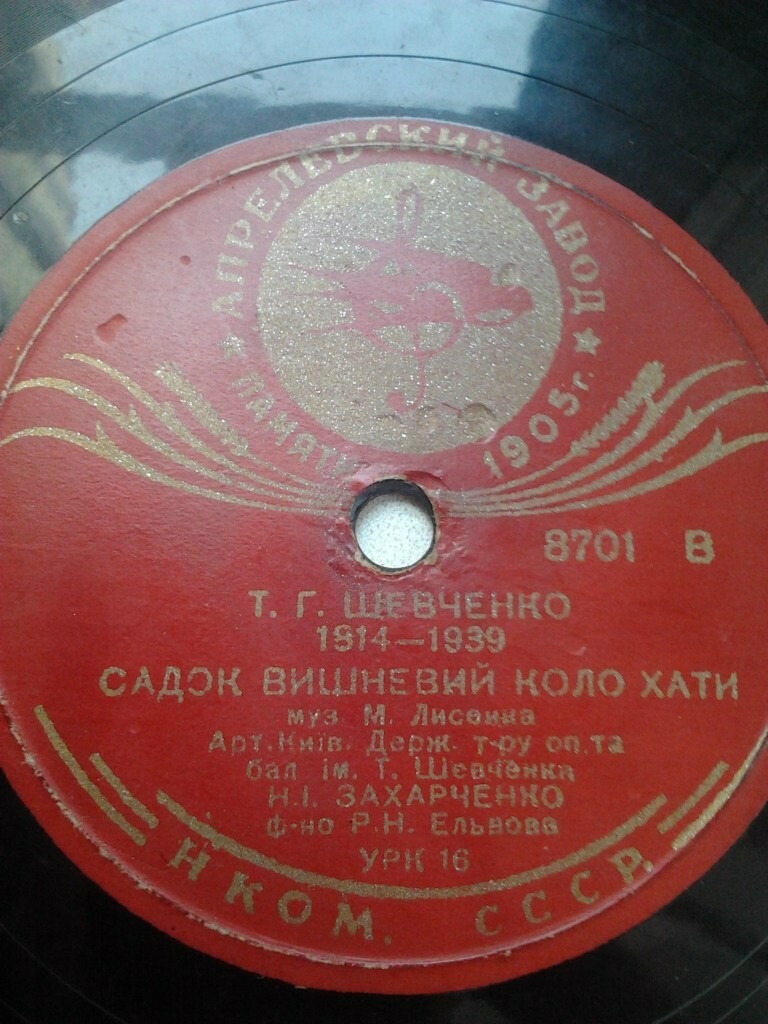 АПРЕЛЕВСКИЙ ЗАВОД
ПАМЯТИ 1905 г.
8701 В
Т. Г. ШЕВЧЕНКО
1814—1939
САДОК ВИШНЕВИЙ КОЛО ХАТИ
муз. М. Лисенка
Арт. Київ. Держ. т-ру оп. та
бал ім. Т. Шевченка
Н.І. ЗАХАРЧЕНКО
ф-но Р.Н. Ельвова
УРК 16
НКОМ. СССР.